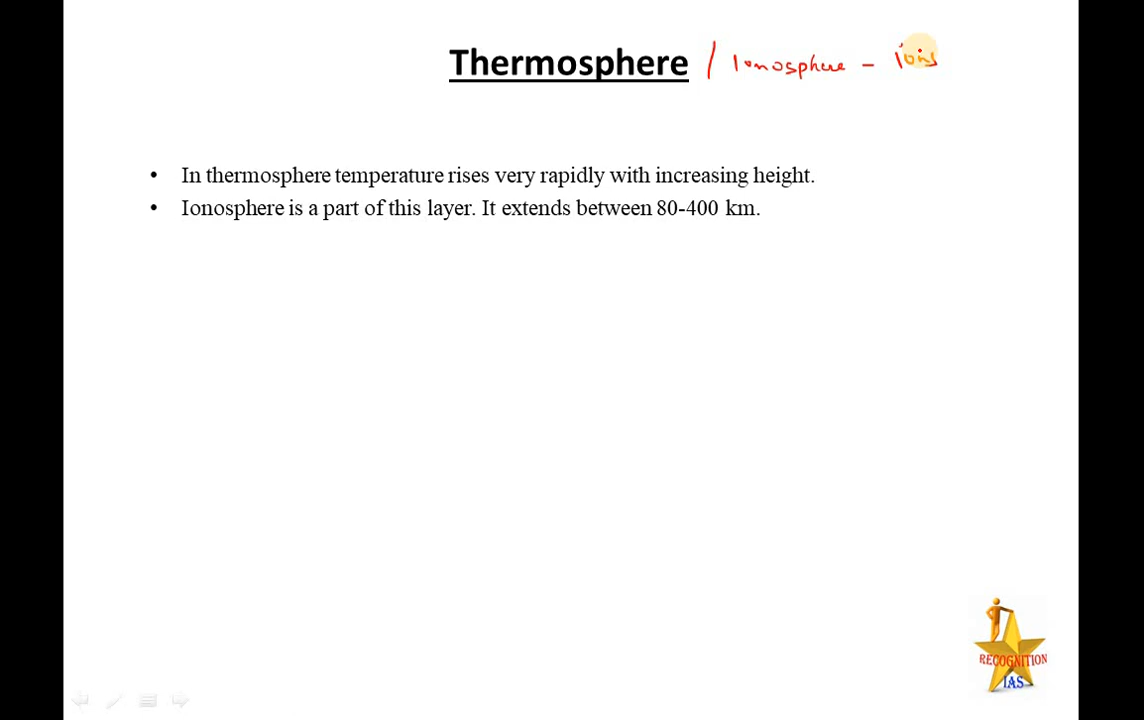 Thermosphere / Ionosphere - ions
• In thermosphere temperature rises very rapidly with increasing height.
• Ionosphere is a part of this layer. It extends between 80-400 km.
RECOGNITION
IAS